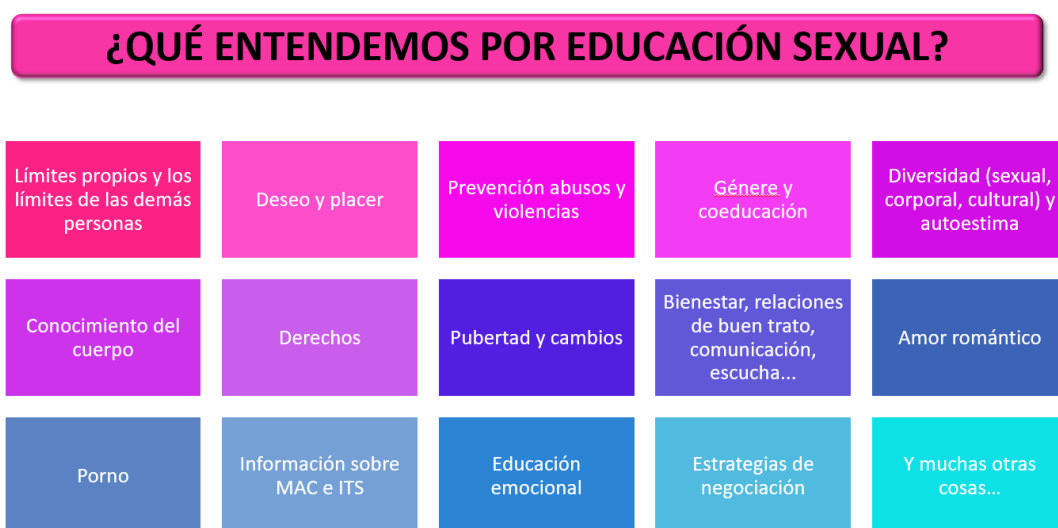 ¿QUÉ ENTENDEMOS POR EDUCACIÓN SEXUAL?
Límites propios y los
límites de las demás
personas
Deseo y placer
Prevención abusos y
violencias
Génere y
coeducación
Diversidad (sexual,
corporal, cultural) y
autoestima
Conocimiento del
cuerpo
Derechos
Pubertad y cambios
Bienestar, relaciones
de buen trato,
comunicación,
escucha...
Amor romántico
Porno
Información sobre
MAC e ITS
Educación
emocional
Estrategias de
negociación
Y muchas otras
cosas...